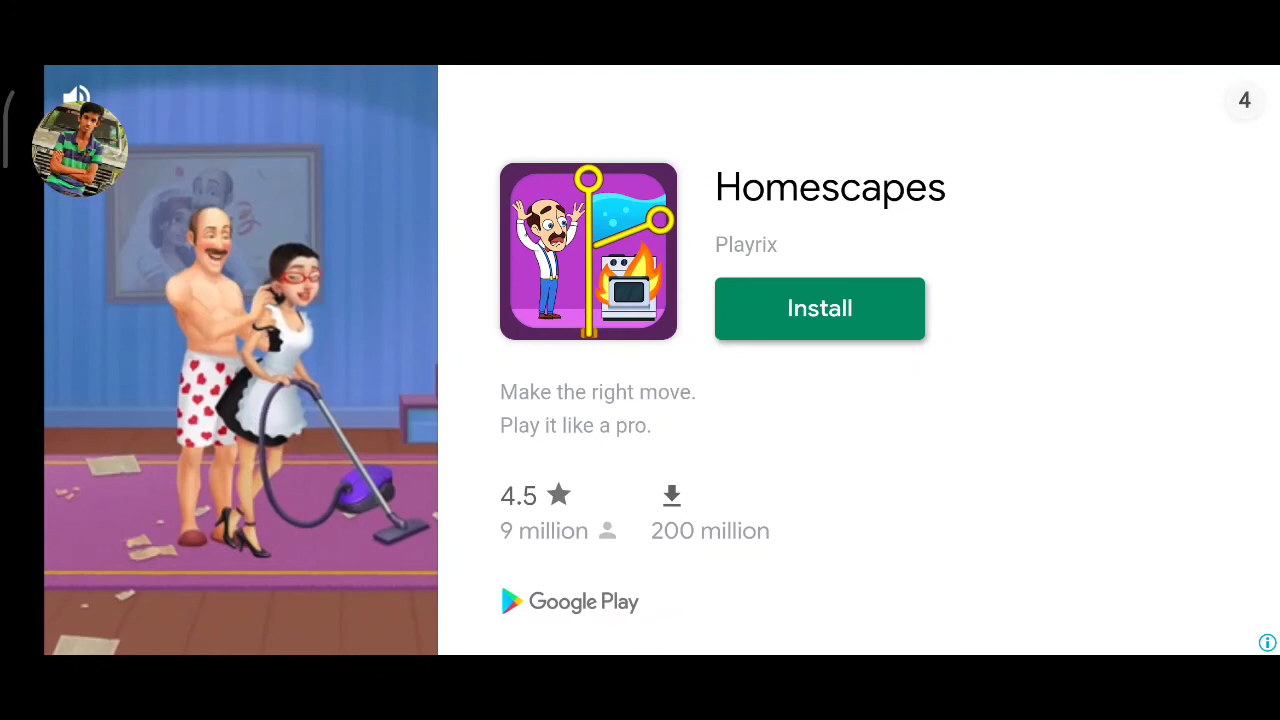 4
Homescapes
Playrix
Install
Make the right move.
Play it like a pro.
4.5
9 million
200 million
Google Play